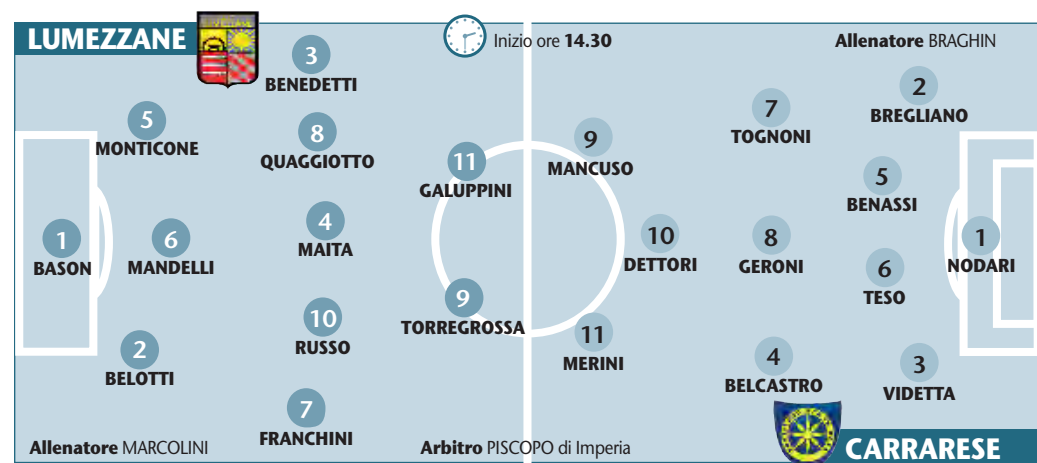 LUMEZZANE
Inizio ore 14.30
Allenatore BRAGHIN
3
BENEDETTI
5
MONTICONE
8
QUAGGIOTTO
11
GALUPPINI
1
BASON
6
MANDELLI
4
MAITA
9
TORREGROSSA
10
RUSSO
2
BELOTTI
7
FRANCHINI
Allenatore MARCOLINI
9
MANCUSO
7
TOGNONI
2
BREGLIANO
5
BENASSI
10
DETTORI
8
GERONI
1
NODARI
6
TESO
11
MERINI
4
BELCASTRO
3
VIDETTA
Arbitro PISCOPO di Imperia
CARRARESE